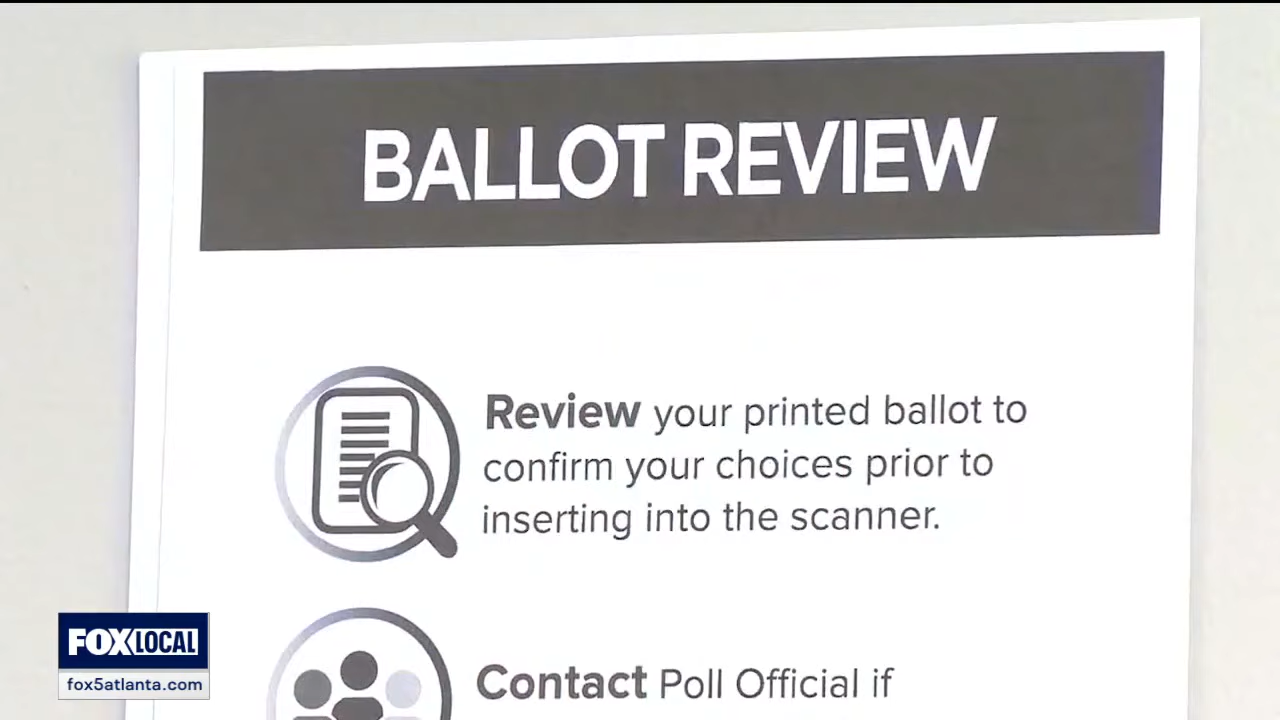 BALLOT REVIEW
Review your printed ballot to
confirm your choices prior to
inserting into the scanner.
Contact Poll Official if
FOX LOCAL
fox5atlanta.com